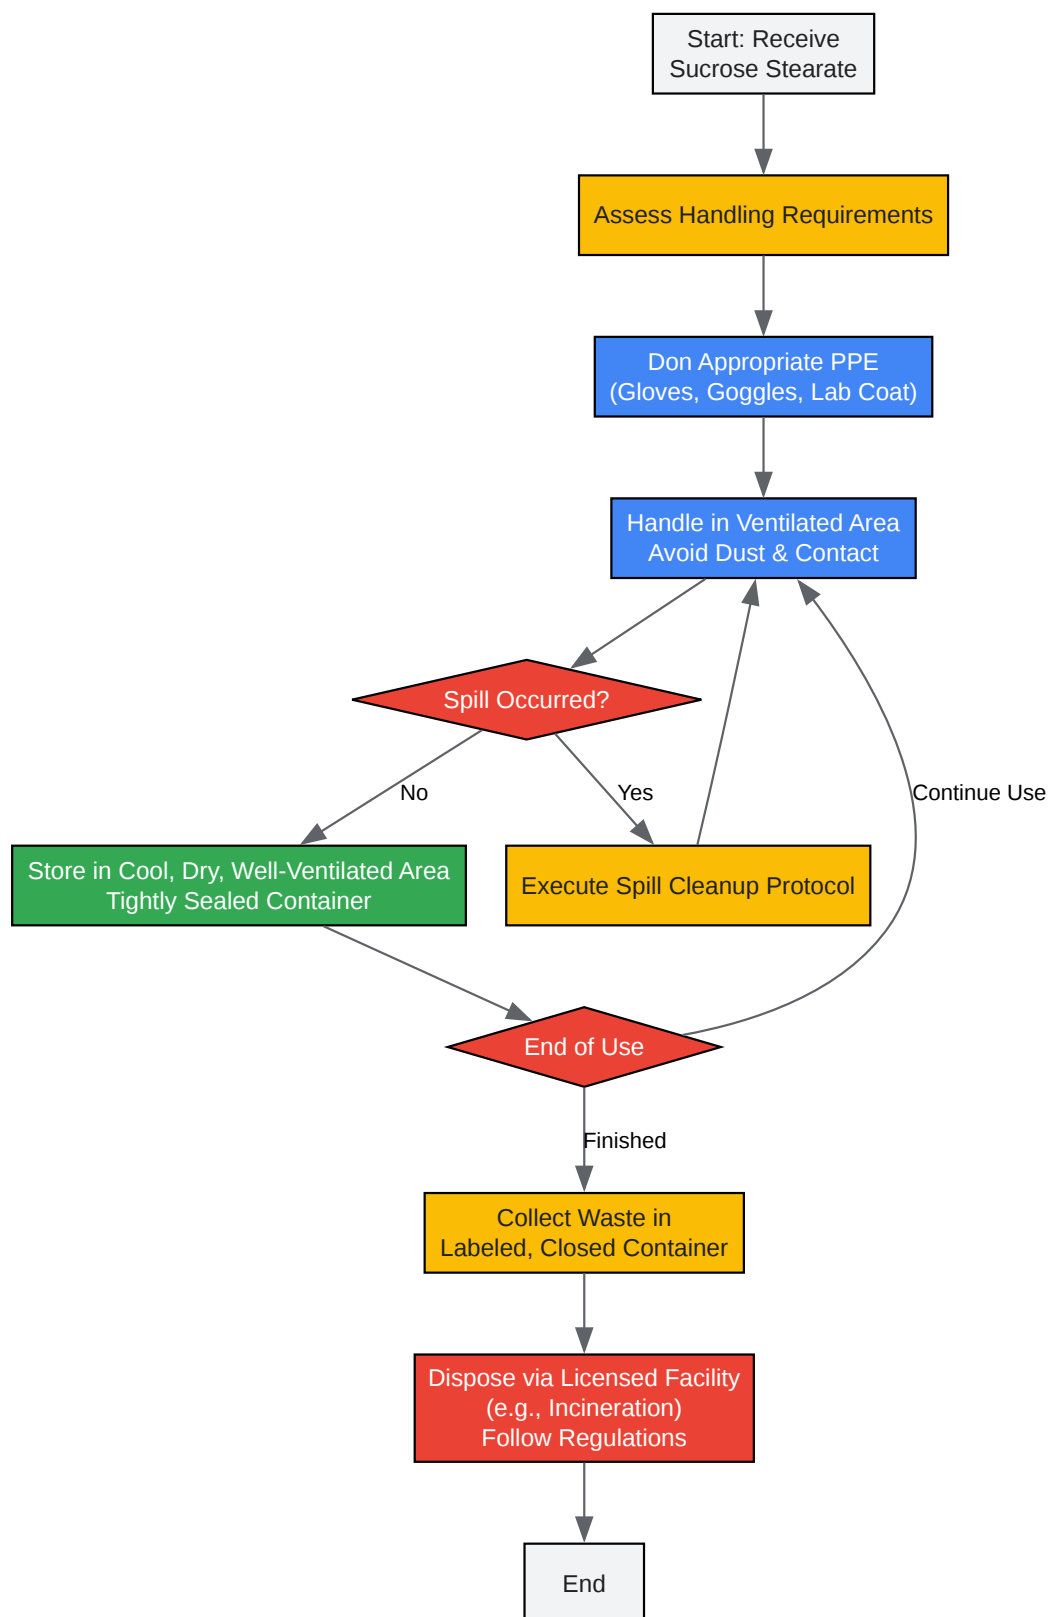 Start: Receive
Sucrose Stearate
Assess Handling Requirements
Don Appropriate PPE
(Gloves, Goggles, Lab Coat)
Handle in Ventilated Area
Avoid Dust & Contact
Spill Occurred?
No
Yes
Continue Use
Store in Cool, Dry, Well-Ventilated Area
Tightly Sealed Container
Execute Spill Cleanup Protocol
End of Use
Finished
Collect Waste in
Labeled, Closed Container
Dispose via Licensed Facility
(e.g., Incineration)
Follow Regulations
End